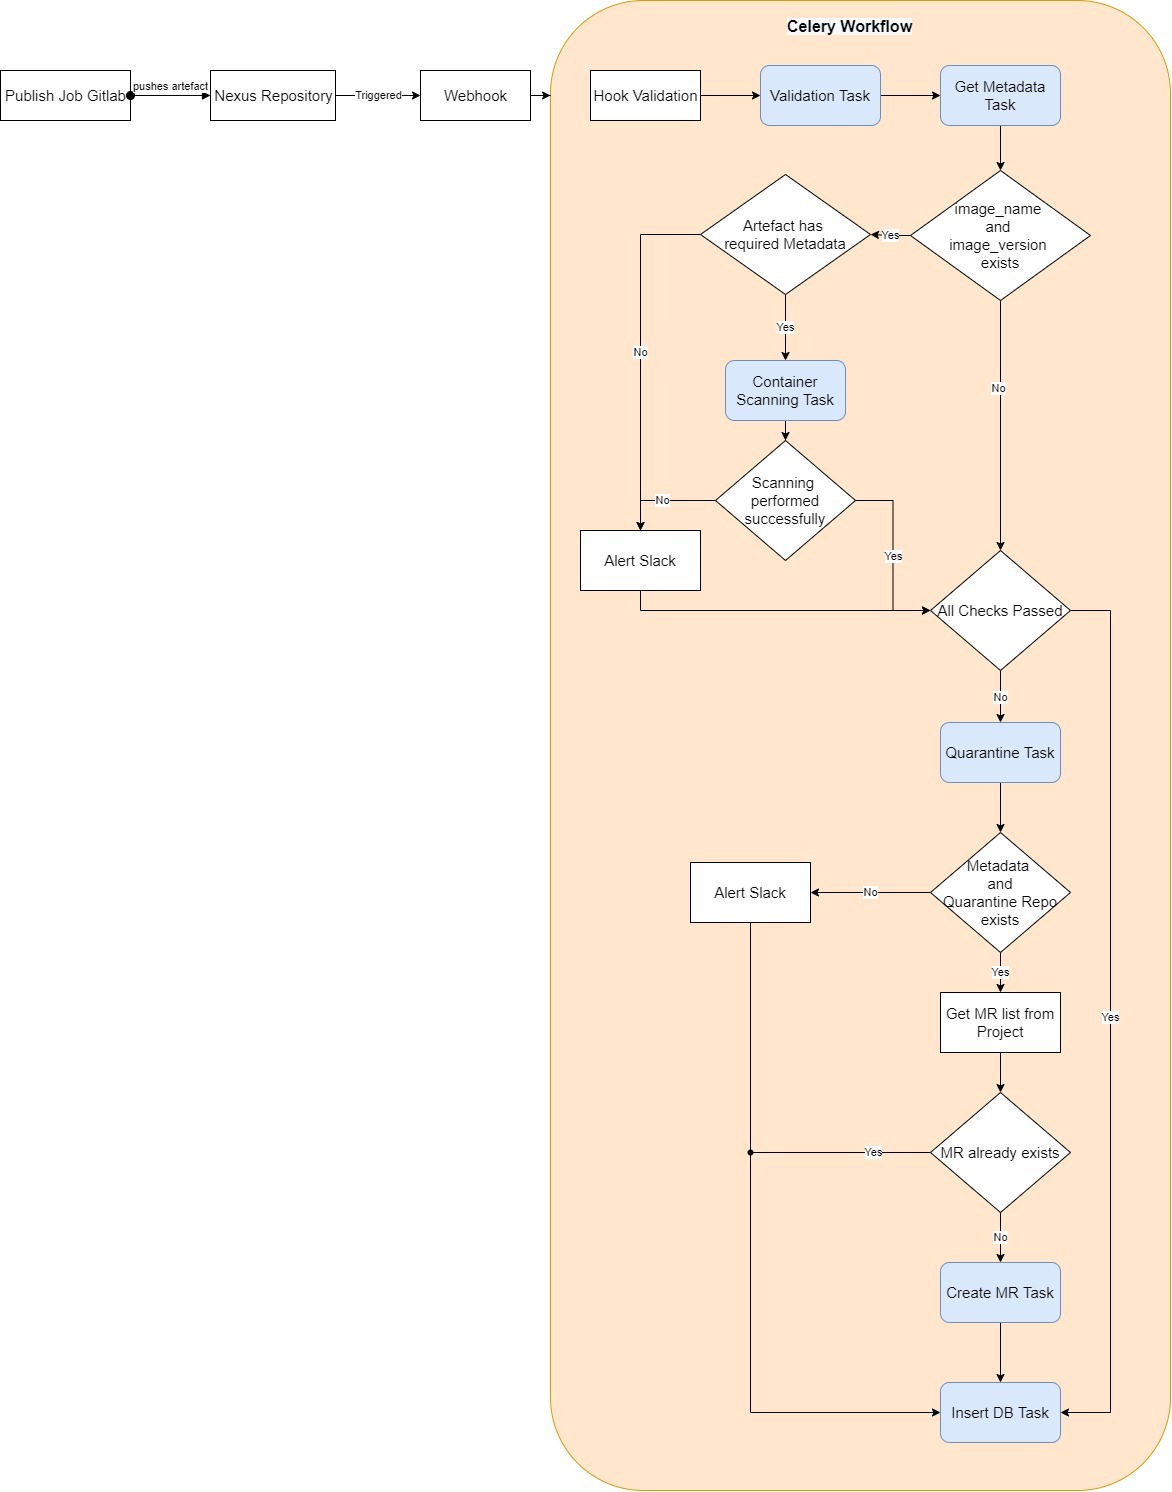 Celery Workflow
Publish Job Gitlab
pushes artefact
Nexus Repository
Triggered
Webhook
Hook Validation
Validation Task
Get Metadata
Task
image_name
and
image_version
exists
Yes
Artefact has
required Metadata
No
Yes
No
Container
Scanning Task
Scanning
performed
successfully
No
Yes
Alert Slack
All Checks Passed
No
Quarantine Task
Metadata
and
Quarantine Repo
exists
No
Alert Slack
Yes
Get MR list from
Project
Yes
MR already exists
Yes
No
Create MR Task
Insert DB Task